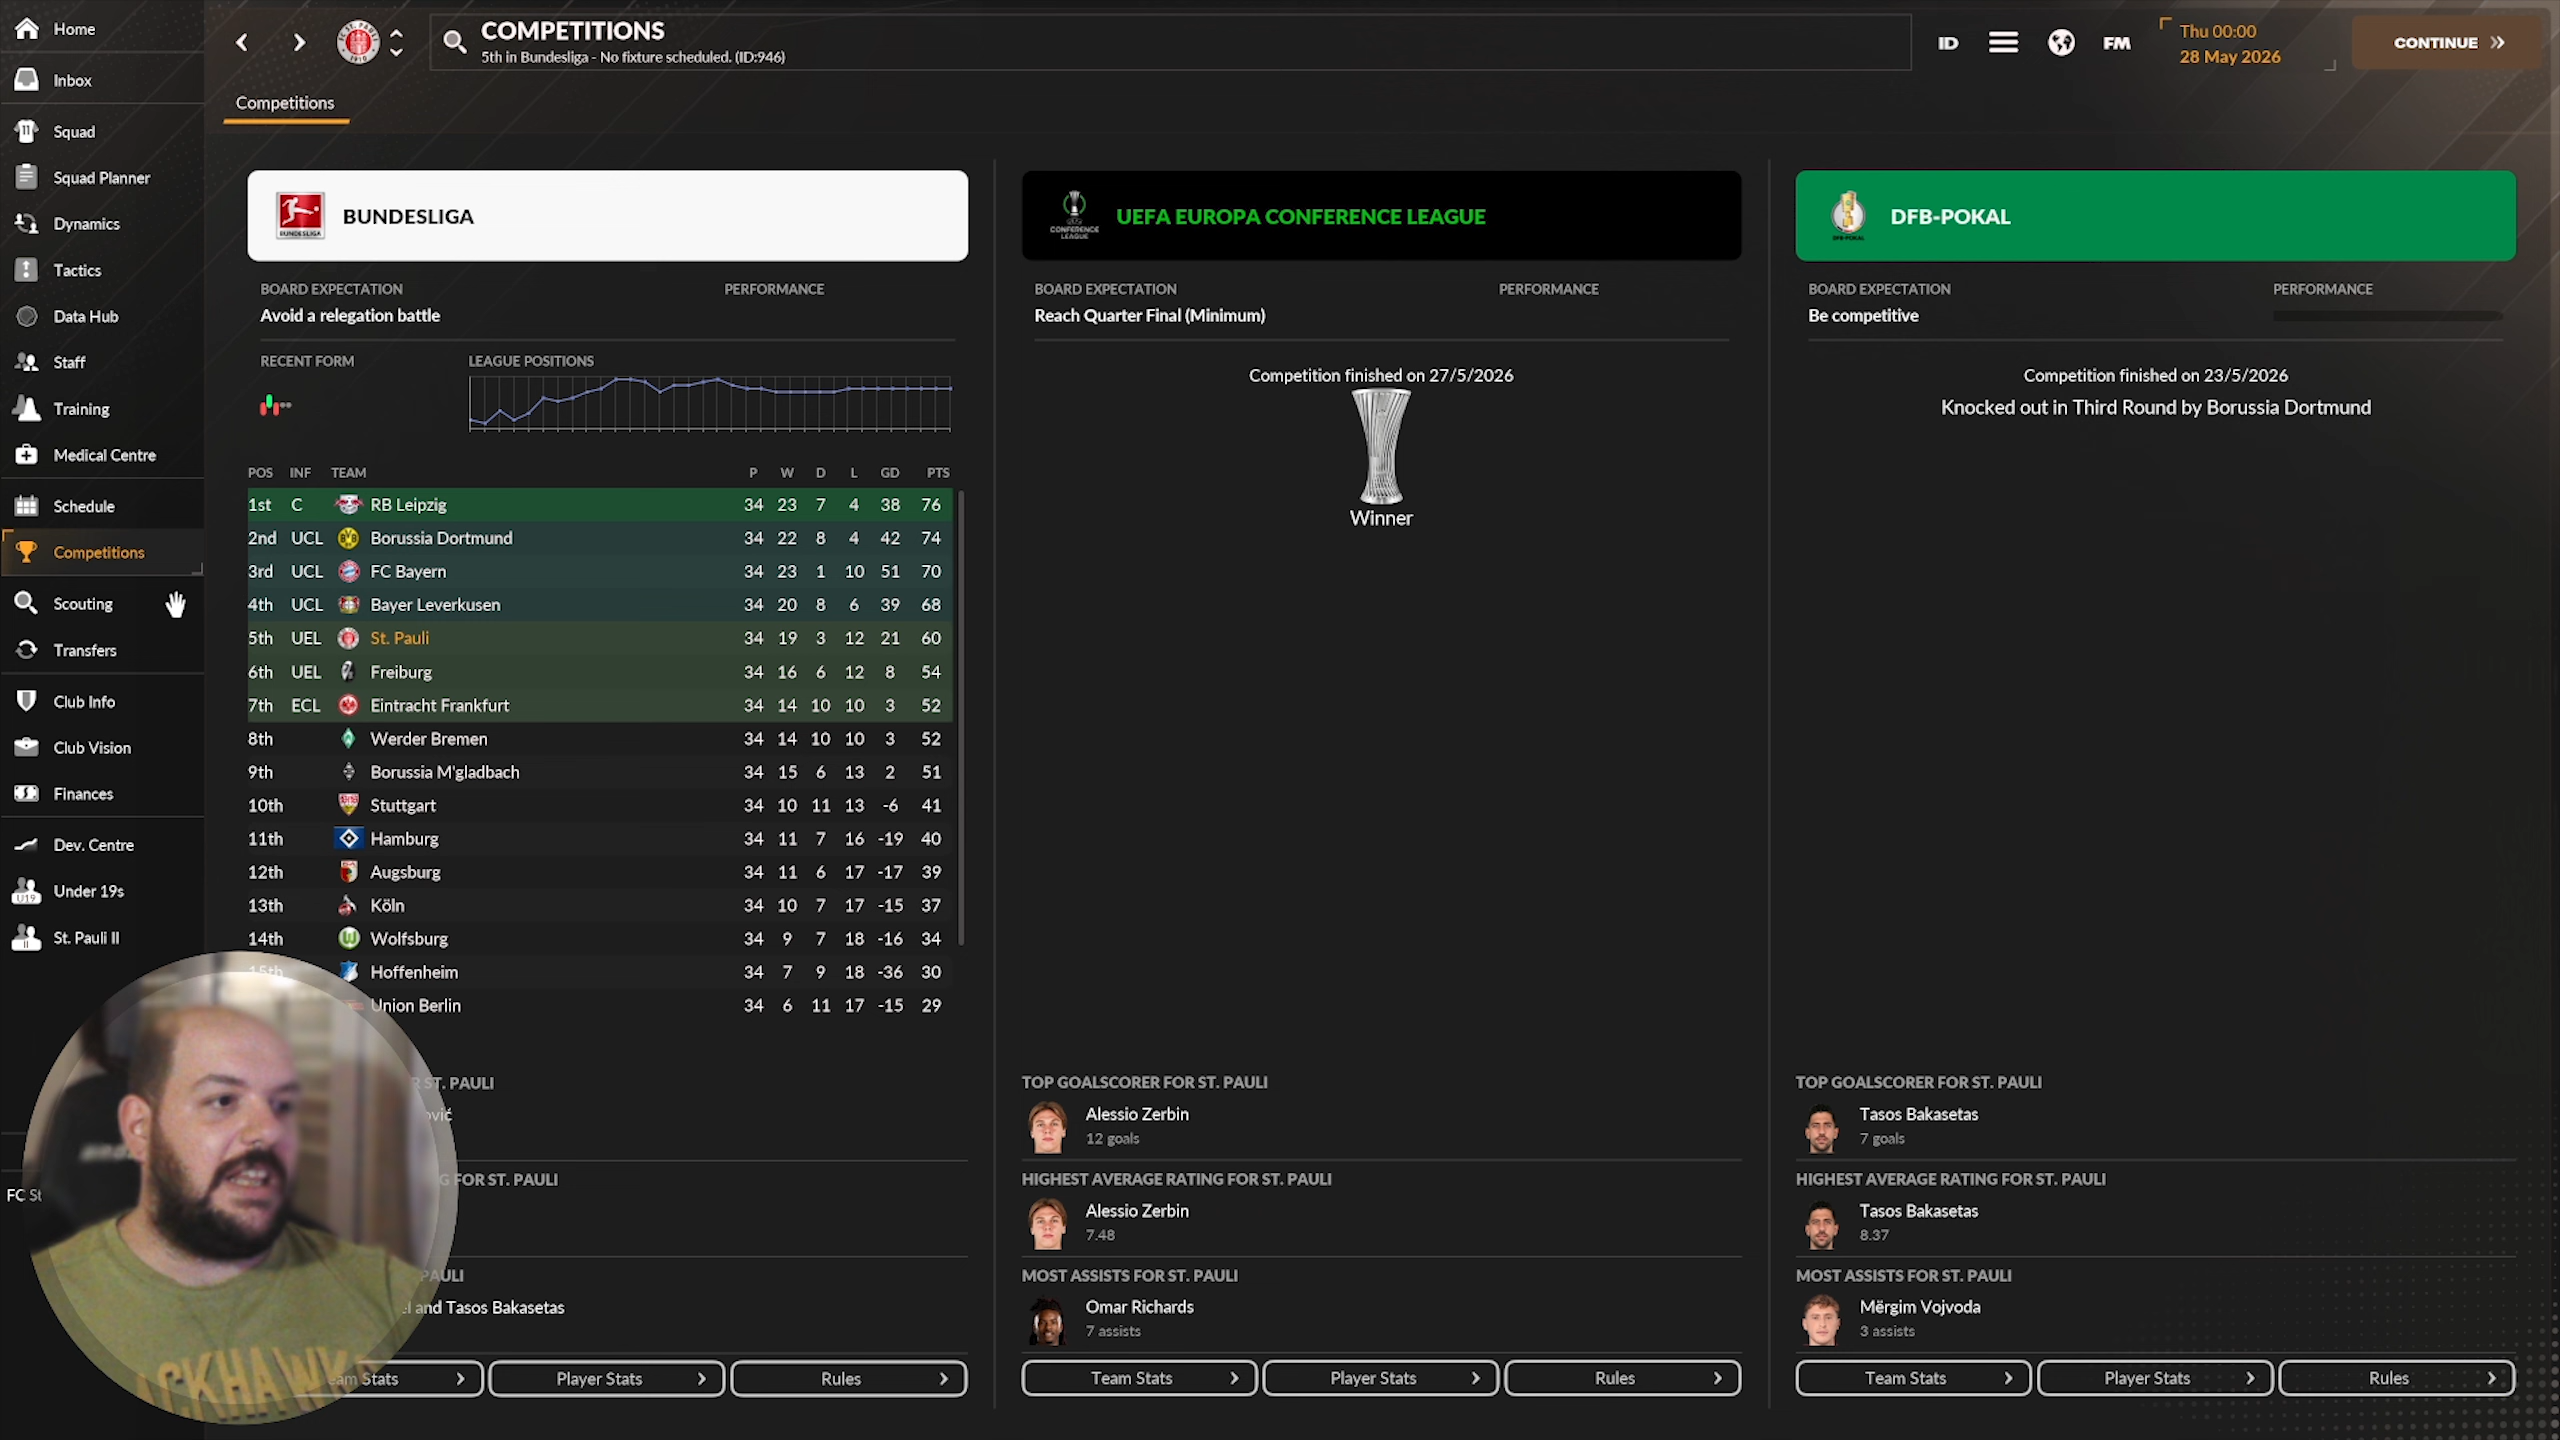 Home
Inbox
Squad
Squad Planner
Dynamics
Tactics
Data Hub
Staff
Training
Medical Centre
Schedule
Competitions
Scouting
Transfers
Club Info
Club Vision
Finances
Dev. Centre
Under 19s
St. Pauli II
FC St
COMPETITIONS
5th in Bundesliga - No fixture scheduled. (ID:946)
ID
FM
Thu 00:00
28 May 2026
CONTINUE
Competitions
BUNDESLIGA
BOARD EXPECTATION PERFORMANCE
Avoid a relegation battle
RECENT FORM LEAGUE POSITIONS
POS INF TEAM P W D L GD PTS
1st C RB Leipzig 34 23 7 4 38 76
2nd UCL Borussia Dortmund 34 22 8 4 42 74
3rd UCL FC Bayern 34 23 1 10 51 70
4th UCL Bayer Leverkusen 34 20 8 6 39 68
5th UEL St. Pauli 34 19 3 12 21 60
6th UEL Freiburg 34 16 6 12 8 54
7th ECL Eintracht Frankfurt 34 14 10 10 3 52
8th Werder Bremen 34 14 10 10 3 52
9th Borussia M'gladbach 34 15 6 13 2 51
10th Stuttgart 34 10 11 13 -6 41
11th Hamburg 34 11 7 16 -19 40
12th Augsburg 34 11 6 17 -17 39
13th Köln 34 10 7 17 -15 37
14th Wolfsburg 34 9 7 18 -16 34
15th Hoffenheim 34 7 9 18 -36 30
Union Berlin 34 6 11 17 -15 29
R ST. PAULI
ović
G FOR ST. PAULI
PAULI
el and Tasos Bakasetas
eam Stats
Player Stats
Rules
UEFA EUROPA CONFERENCE LEAGUE
BOARD EXPECTATION PERFORMANCE
Reach Quarter Final (Minimum)
Competition finished on 27/5/2026
Winner
TOP GOALSCORER FOR ST. PAULI
Alessio Zerbin
12 goals
HIGHEST AVERAGE RATING FOR ST. PAULI
Alessio Zerbin
7.48
MOST ASSISTS FOR ST. PAULI
Omar Richards
7 assists
Team Stats
Player Stats
Rules
DFB-POKAL
BOARD EXPECTATION PERFORMANCE
Be competitive
Competition finished on 23/5/2026
Knocked out in Third Round by Borussia Dortmund
TOP GOALSCORER FOR ST. PAULI
Tasos Bakasetas
7 goals
HIGHEST AVERAGE RATING FOR ST. PAULI
Tasos Bakasetas
8.37
MOST ASSISTS FOR ST. PAULI
Mërgim Vojvoda
3 assists
Team Stats
Player Stats
Rules